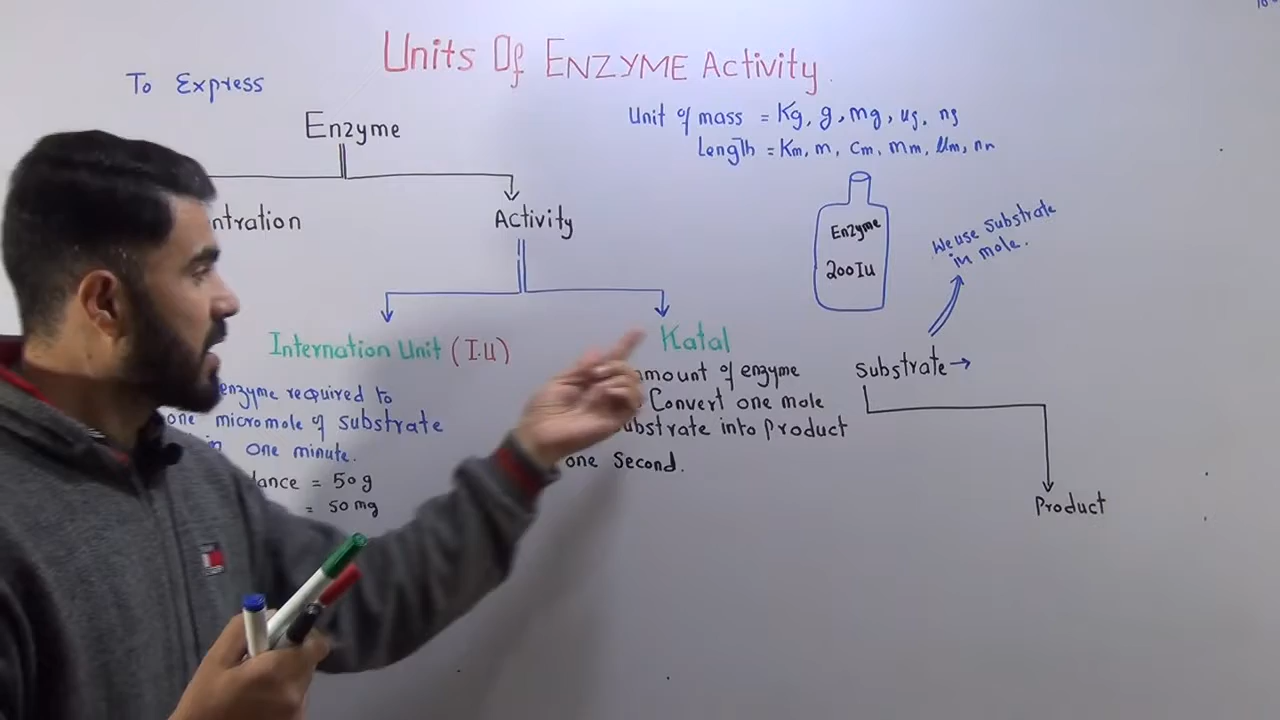 Units Of ENZYME Activity.
To Express
Enzyme
ntration
Activity
Internation Unit (I.U)
enzyme required to
one micromole of substrate
in one minute.
lance = 50g
= 50 mg
Katal
amount of enzyme
Convert one mole
ubstrate into product
one Second.
Unit of mass = Kg, g, mg, ug, ng
Length = Km, m, cm, mm, um, nm
Enzyme
200 IU
We use substrate
in mole.
Substrate →
Product